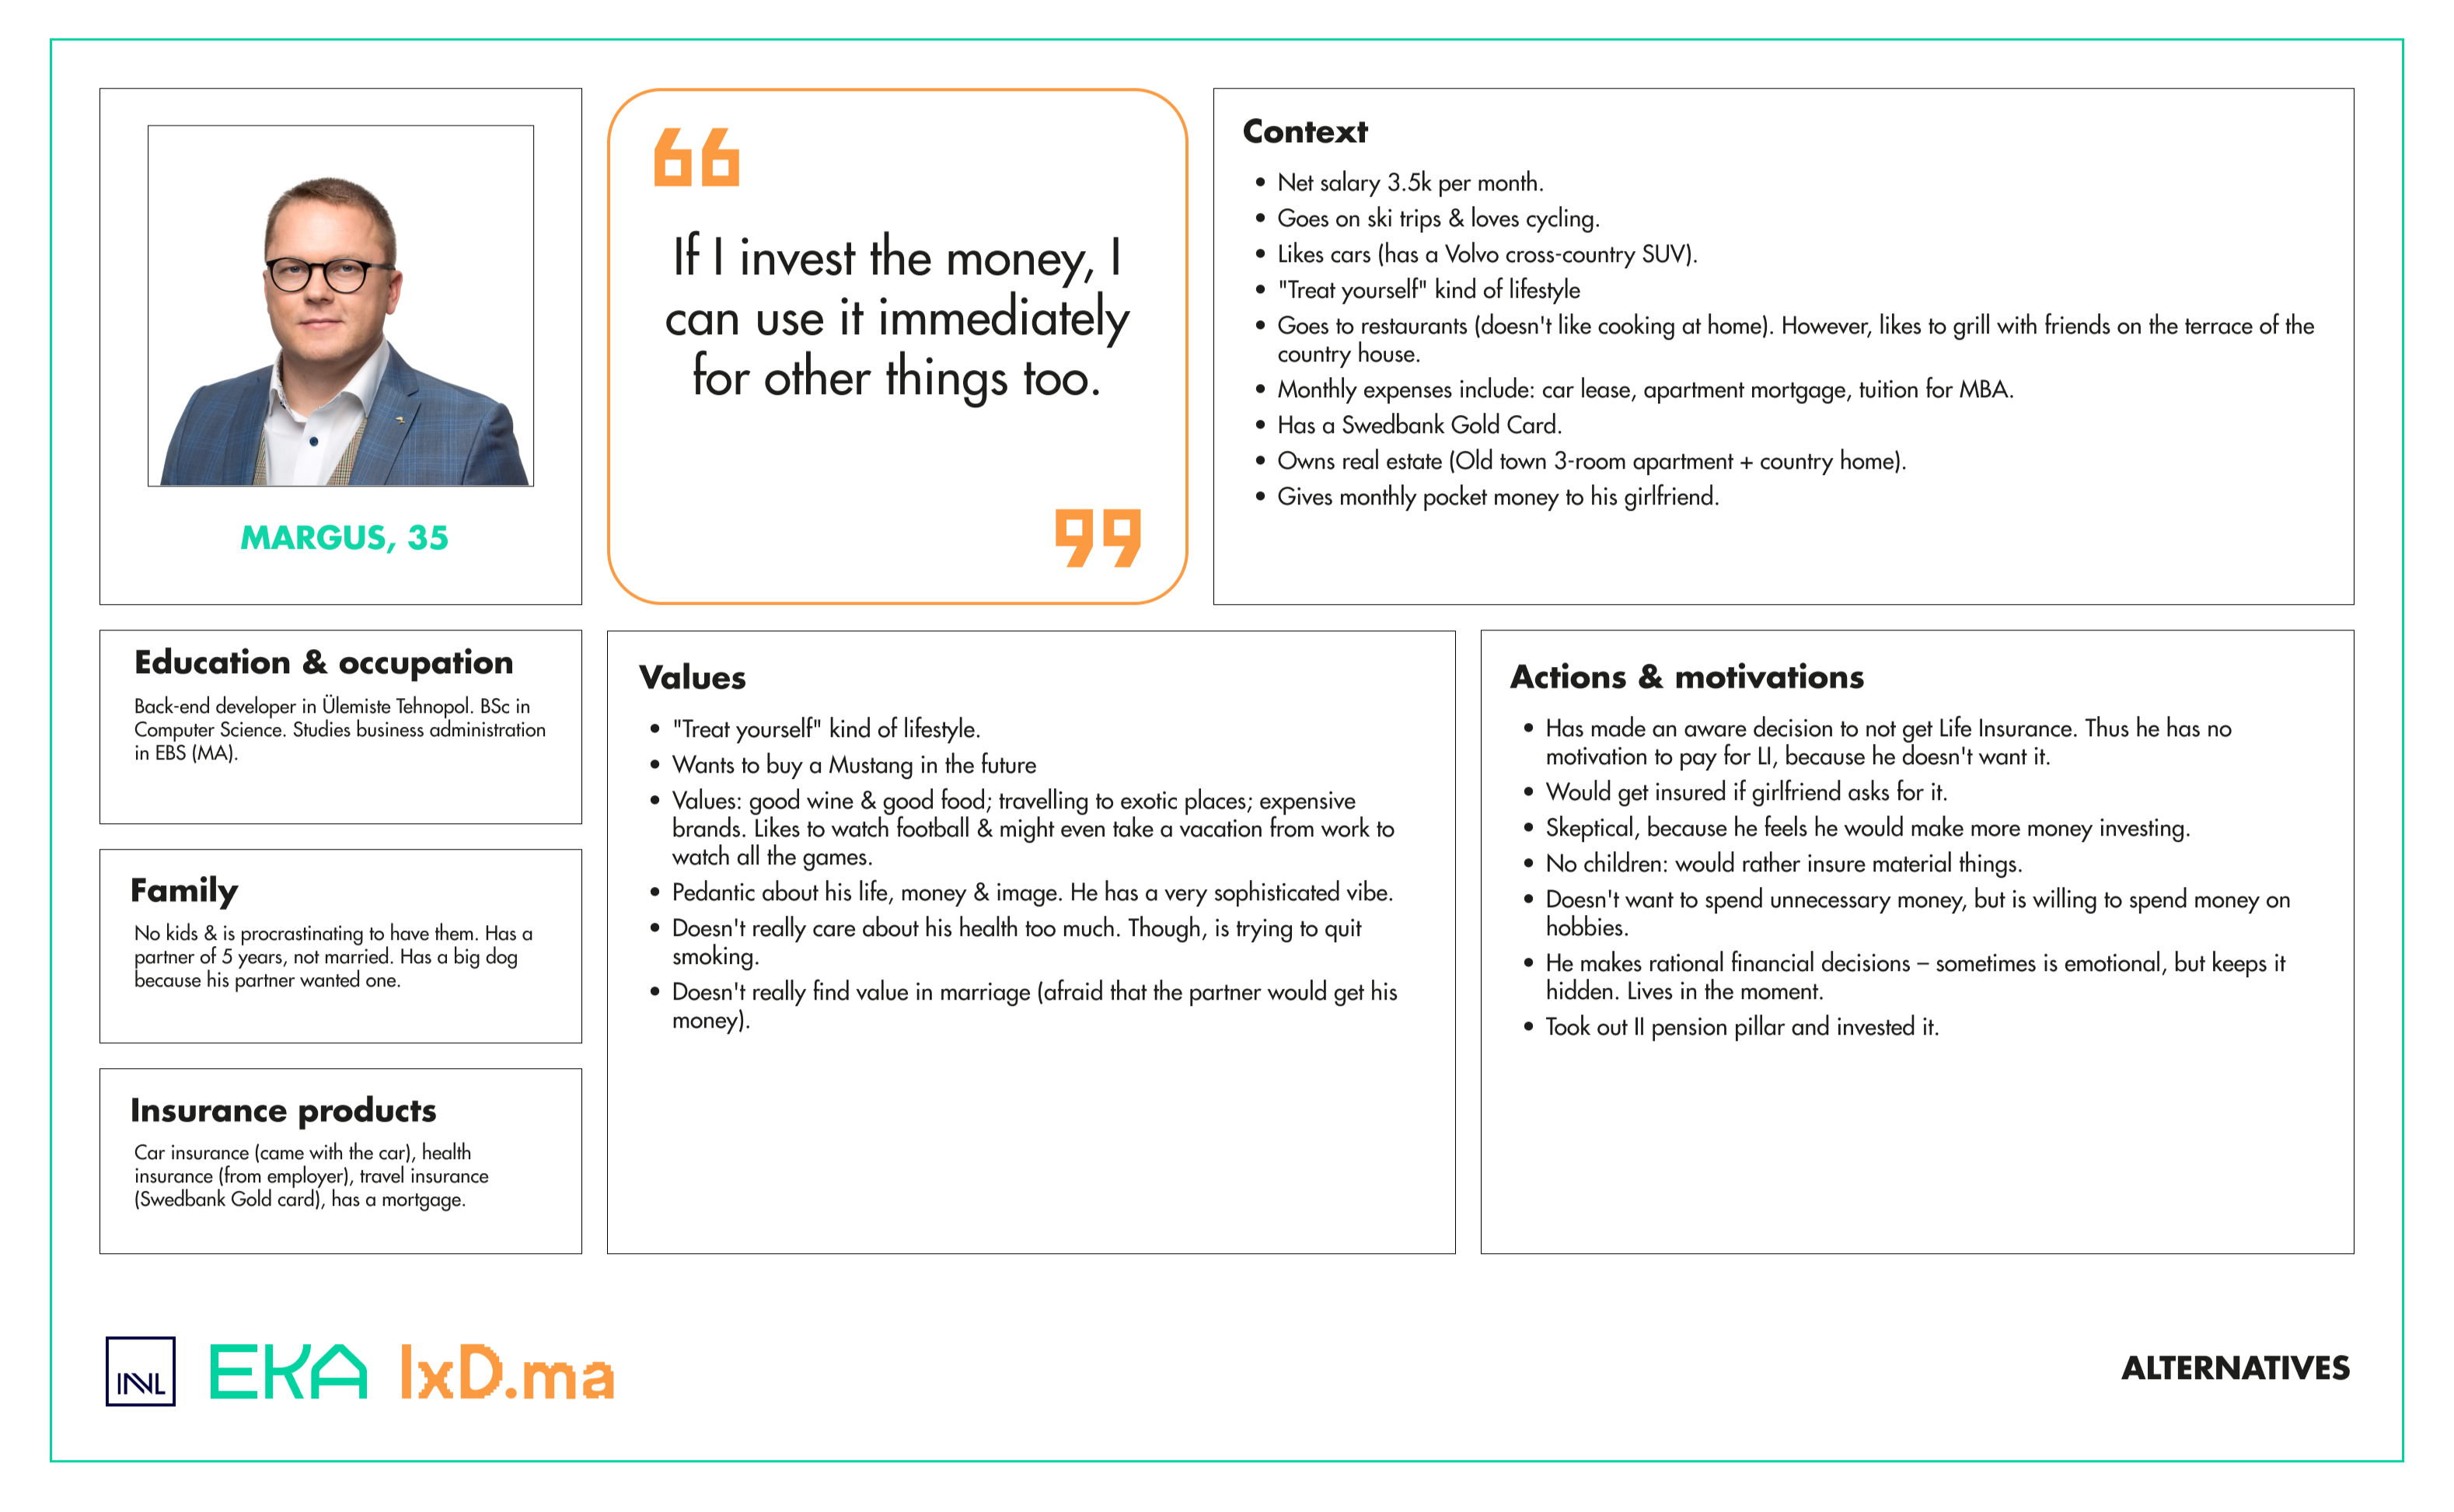 MARGUS, 35
“
If I invest the money, I
can use it immediately
for other things too.
”
Context
• Net salary 3.5k per month.
• Goes on ski trips & loves cycling.
• Likes cars (has a Volvo cross-country SUV).
• "Treat yourself" kind of lifestyle
• Goes to restaurants (doesn't like cooking at home). However, likes to grill with friends on the terrace of the
country house.
• Monthly expenses include: car lease, apartment mortgage, tuition for MBA.
• Has a Swedbank Gold Card.
• Owns real estate (Old town 3-room apartment + country home).
• Gives monthly pocket money to his girlfriend.
Education & occupation
Back-end developer in Ülemiste Tehnopol. BSc in
Computer Science. Studies business administration
in EBS (MA).
Family
No kids & is procrastinating to have them. Has a
partner of 5 years, not married. Has a big dog
because his partner wanted one.
Insurance products
Car insurance (came with the car), health
insurance (from employer), travel insurance
(Swedbank Gold card), has a mortgage.
Values
• "Treat yourself" kind of lifestyle.
• Wants to buy a Mustang in the future
• Values: good wine & good food; travelling to exotic places; expensive
brands. Likes to watch football & might even take a vacation from work to
watch all the games.
• Pedantic about his life, money & image. He has a very sophisticated vibe.
• Doesn't really care about his health too much. Though, is trying to quit
smoking.
• Doesn't really find value in marriage (afraid that the partner would get his
money).
Actions & motivations
• Has made an aware decision to not get Life Insurance. Thus he has no
motivation to pay for LI, because he doesn't want it.
• Would get insured if girlfriend asks for it.
• Skeptical, because he feels he would make more money investing.
• No children: would rather insure material things.
• Doesn't want to spend unnecessary money, but is willing to spend money on
hobbies.
• He makes rational financial decisions – sometimes is emotional, but keeps it
hidden. Lives in the moment.
• Took out II pension pillar and invested it.
EKA IxD.ma
ALTERNATIVES